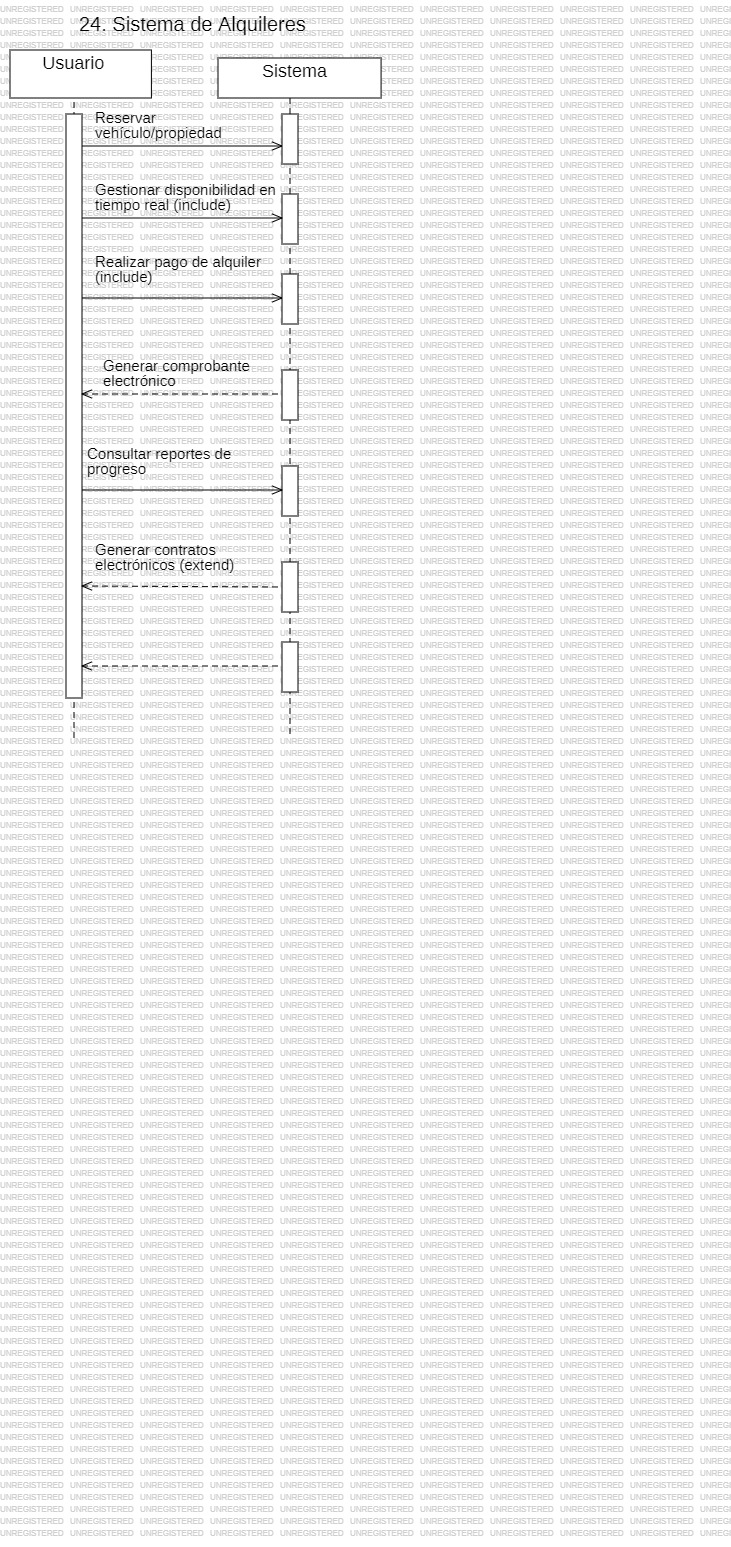 24. Sistema de Alquileres
Usuario
Sistema
Reservar
vehículo/propiedad
Gestionar disponibilidad en
tiempo real (include)
Realizar pago de alquiler
(include)
Generar comprobante
electrónico
Consultar reportes de
progreso
Generar contratos
electrónicos (extend)
UNREGISTERED